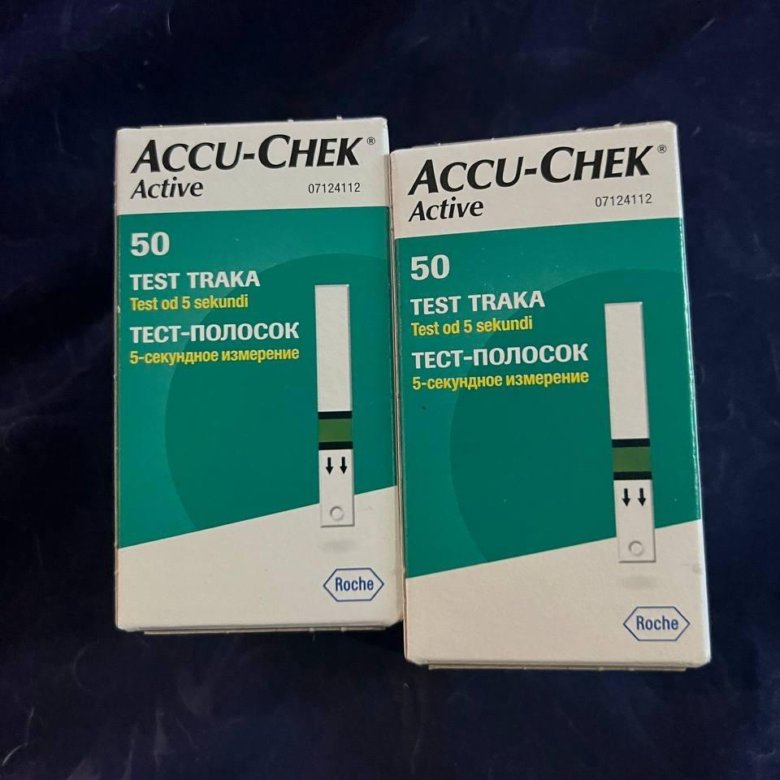 ACCU-CHEK®
Active
07124112
50
TEST TRAKA
Test od 5 sekundi
ТЕСТ-ПОЛОСОК
5-секундное измерение
Roche
ACCU-CHEK®
Active
07124112
50
TEST TRAKA
Test od 5 sekundi
ТЕСТ-ПОЛОСОК
5-секундное измерение
Roche